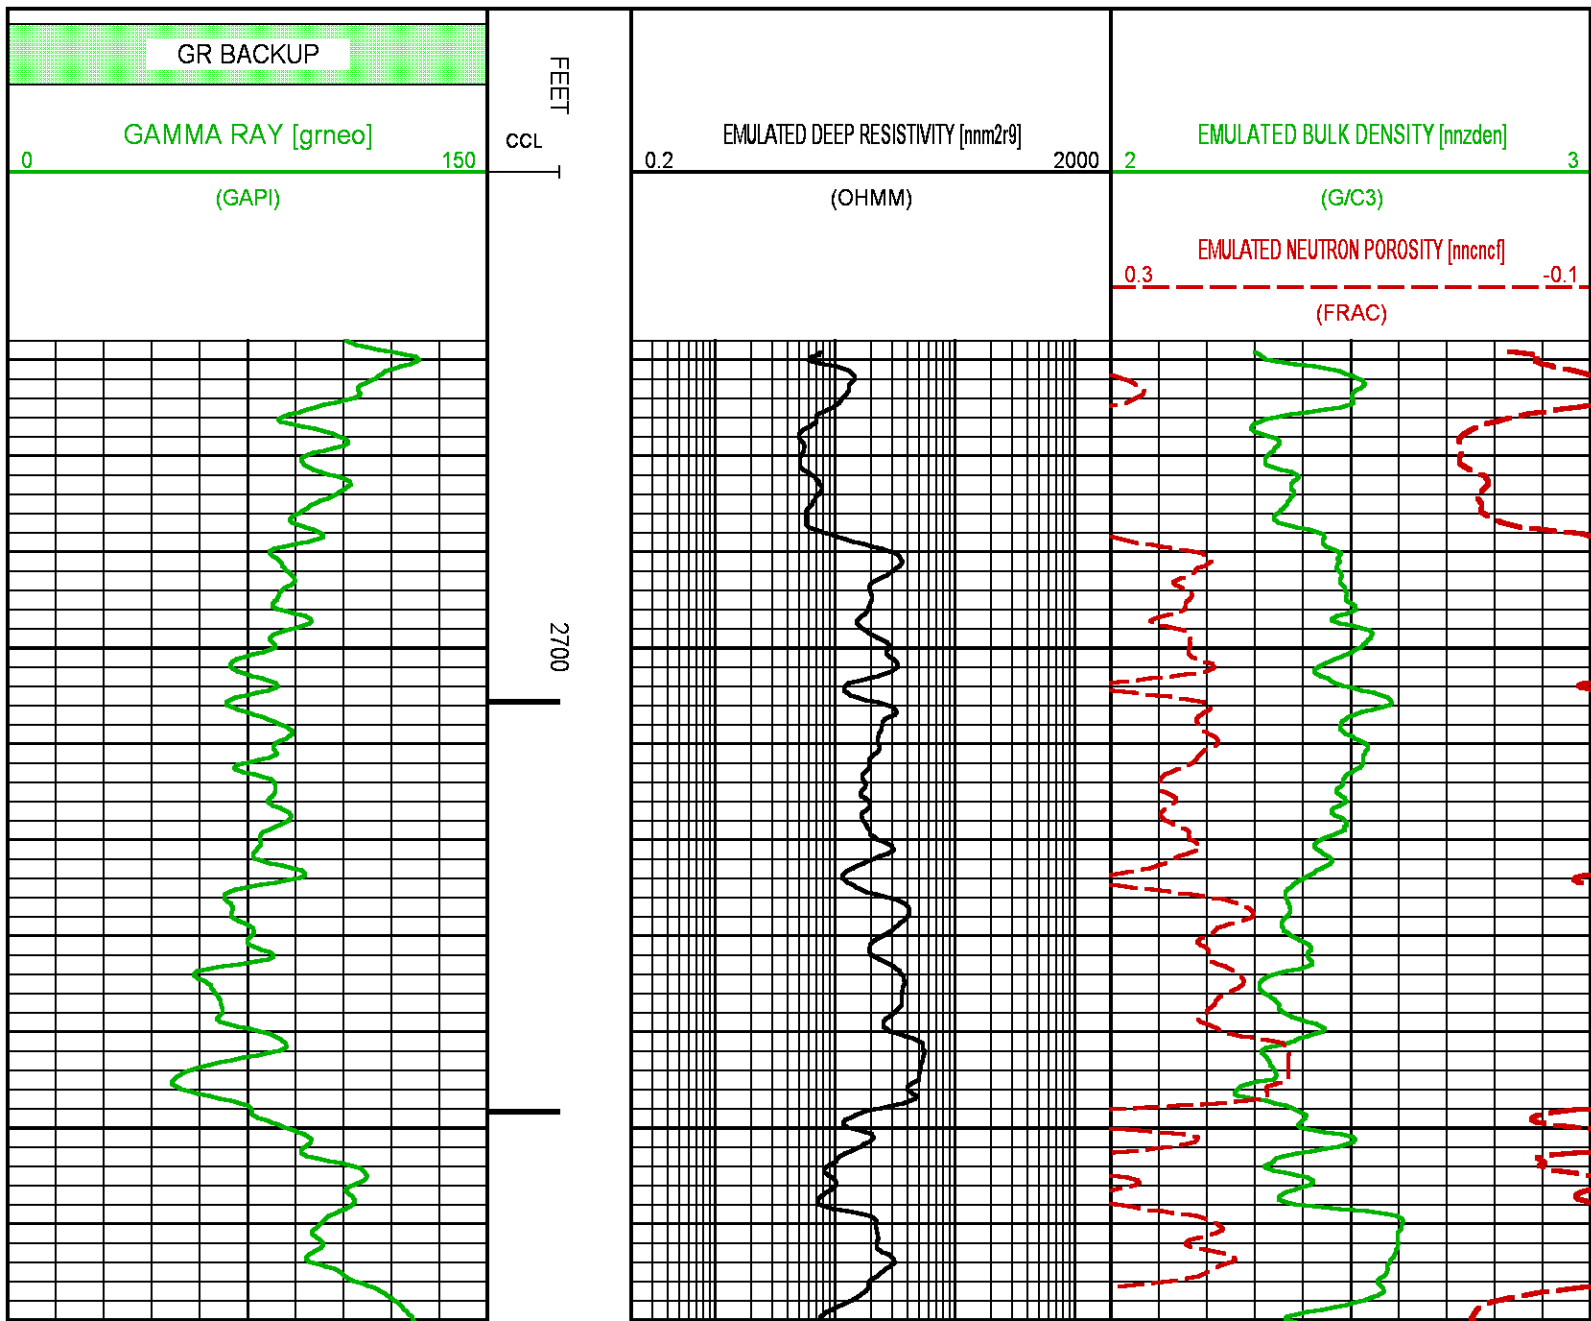 GR BACKUP
GAMMA RAY [grneo]
0 150
(GAPI)
FEET
CCL
2700
EMULATED DEEP RESISTIVITY [nnm2r9]
0.2 2000
(OHMM)
EMULATED BULK DENSITY [nnzden]
2 3
(G/C3)
EMULATED NEUTRON POROSITY [nncncf]
0.3 -0.1
(FRAC)